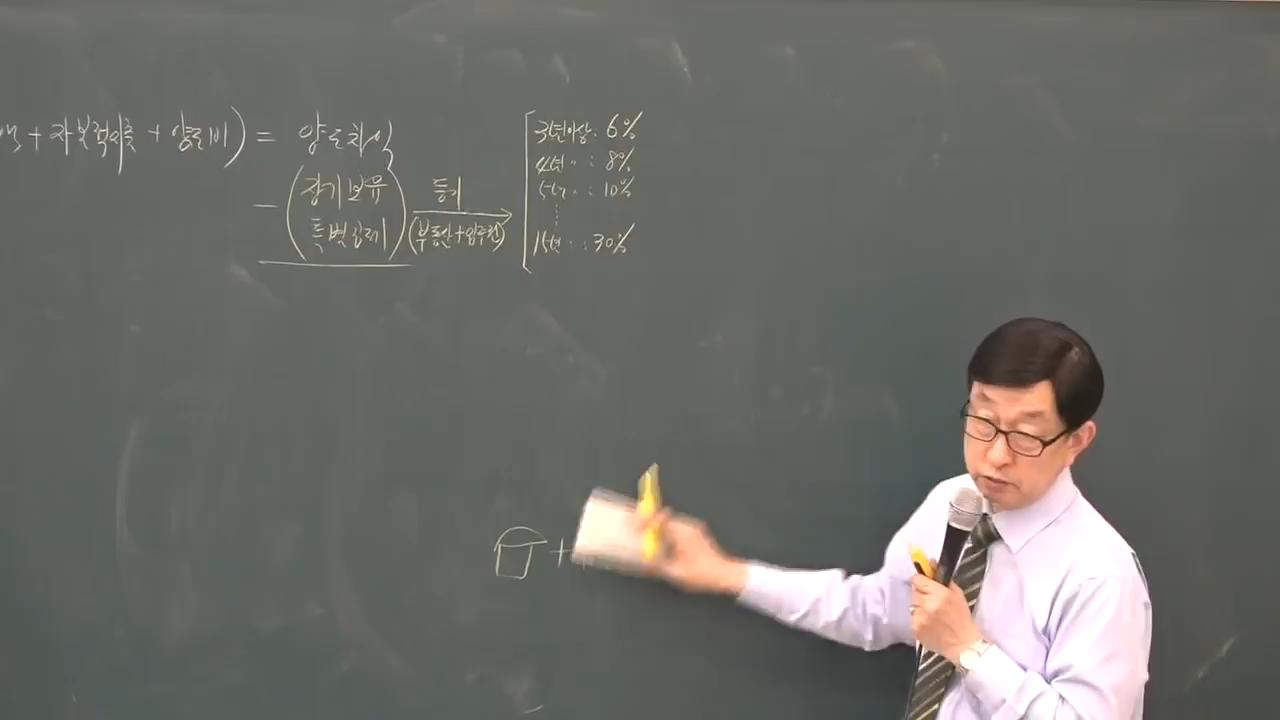 + 자본적지출 + 양도비) = 양도차익
- (장기보유
특별공제)
등기
(부동산+입주권)
3년이상 : 6%
4년 〃 : 8%
5년 〃 : 10%
⋮
15년 〃 : 30%
+